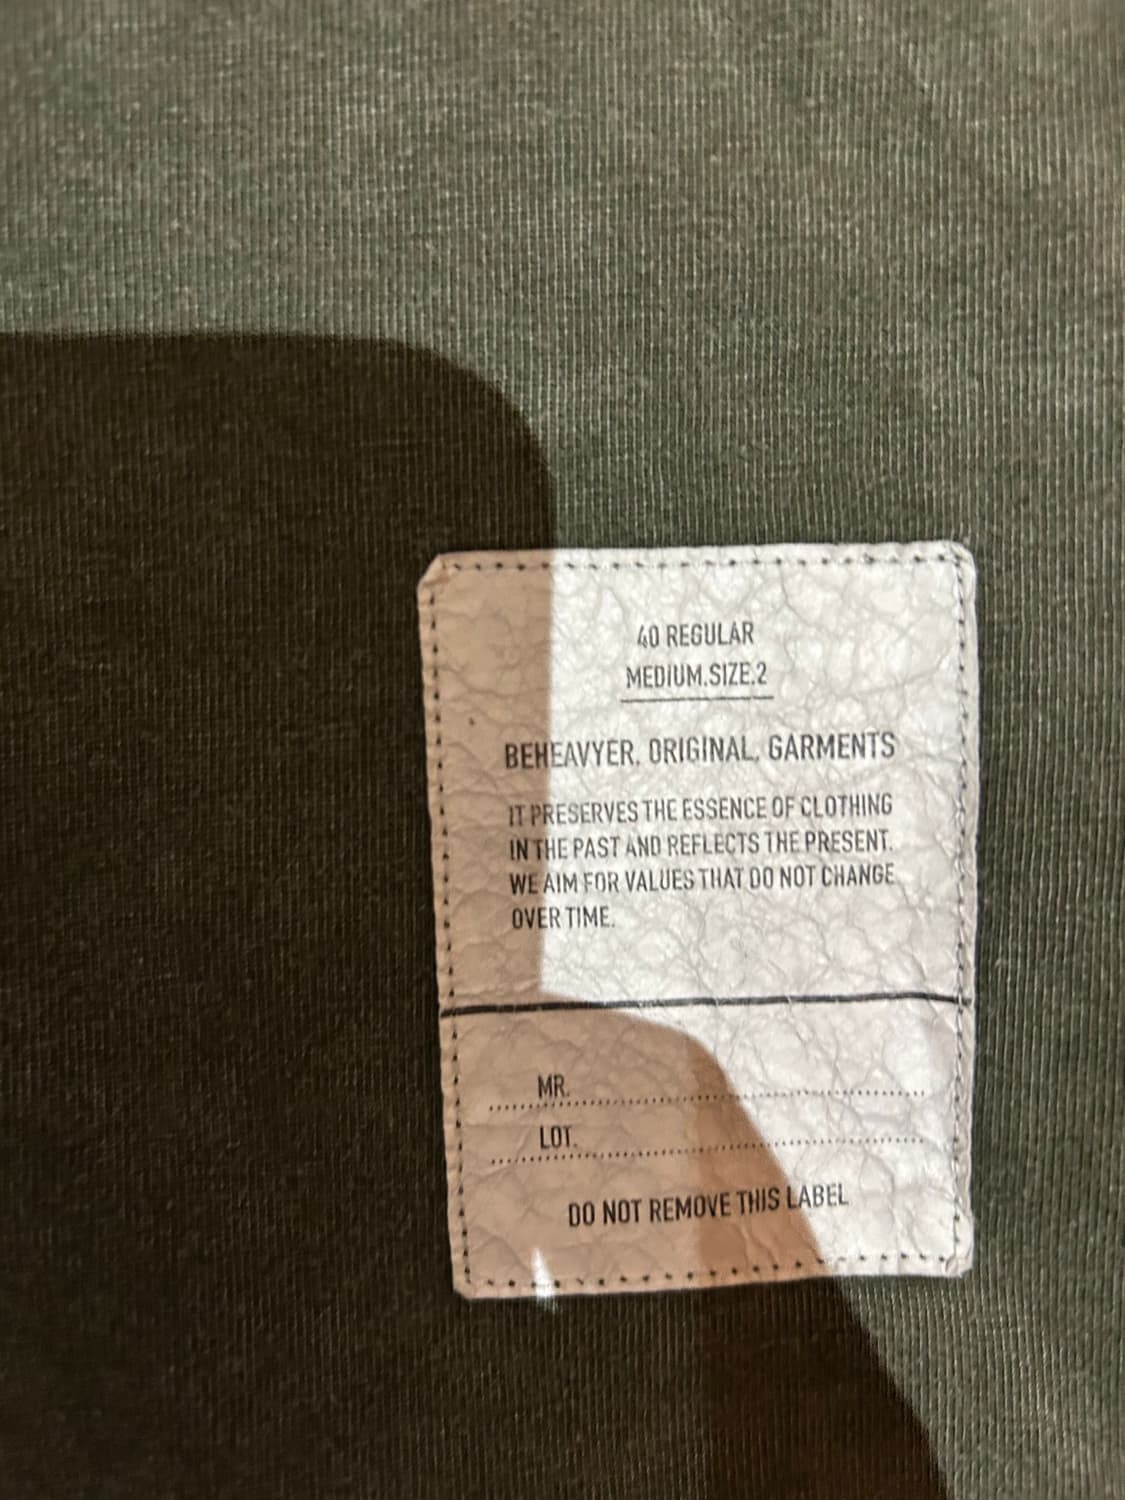 40 REGULAR
MEDIUM.SIZE.2
BEHEAVYER. ORIGINAL. GARMENTS
IT PRESERVES THE ESSENCE OF CLOTHING
IN THE PAST AND REFLECTS THE PRESENT.
WE AIM FOR VALUES THAT DO NOT CHANGE
OVER TIME.
MR.
LOT.
DO NOT REMOVE THIS LABEL